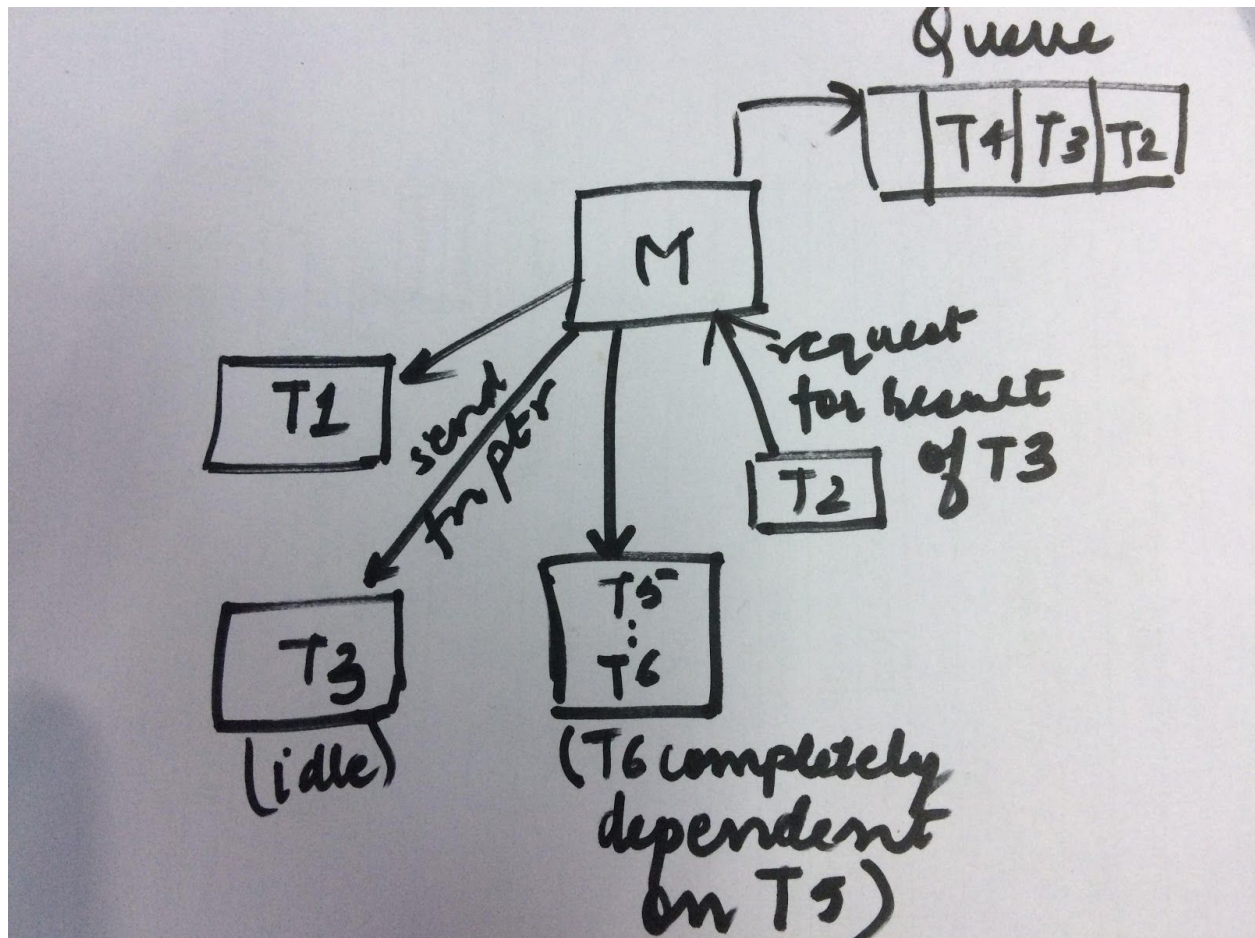 Queue
T4 T3 T2
M
T1
send
fn ptr
request
for result
of T3
T2
T3
(idle)
T5
:
T6
(T6 completely
dependent
on T5)